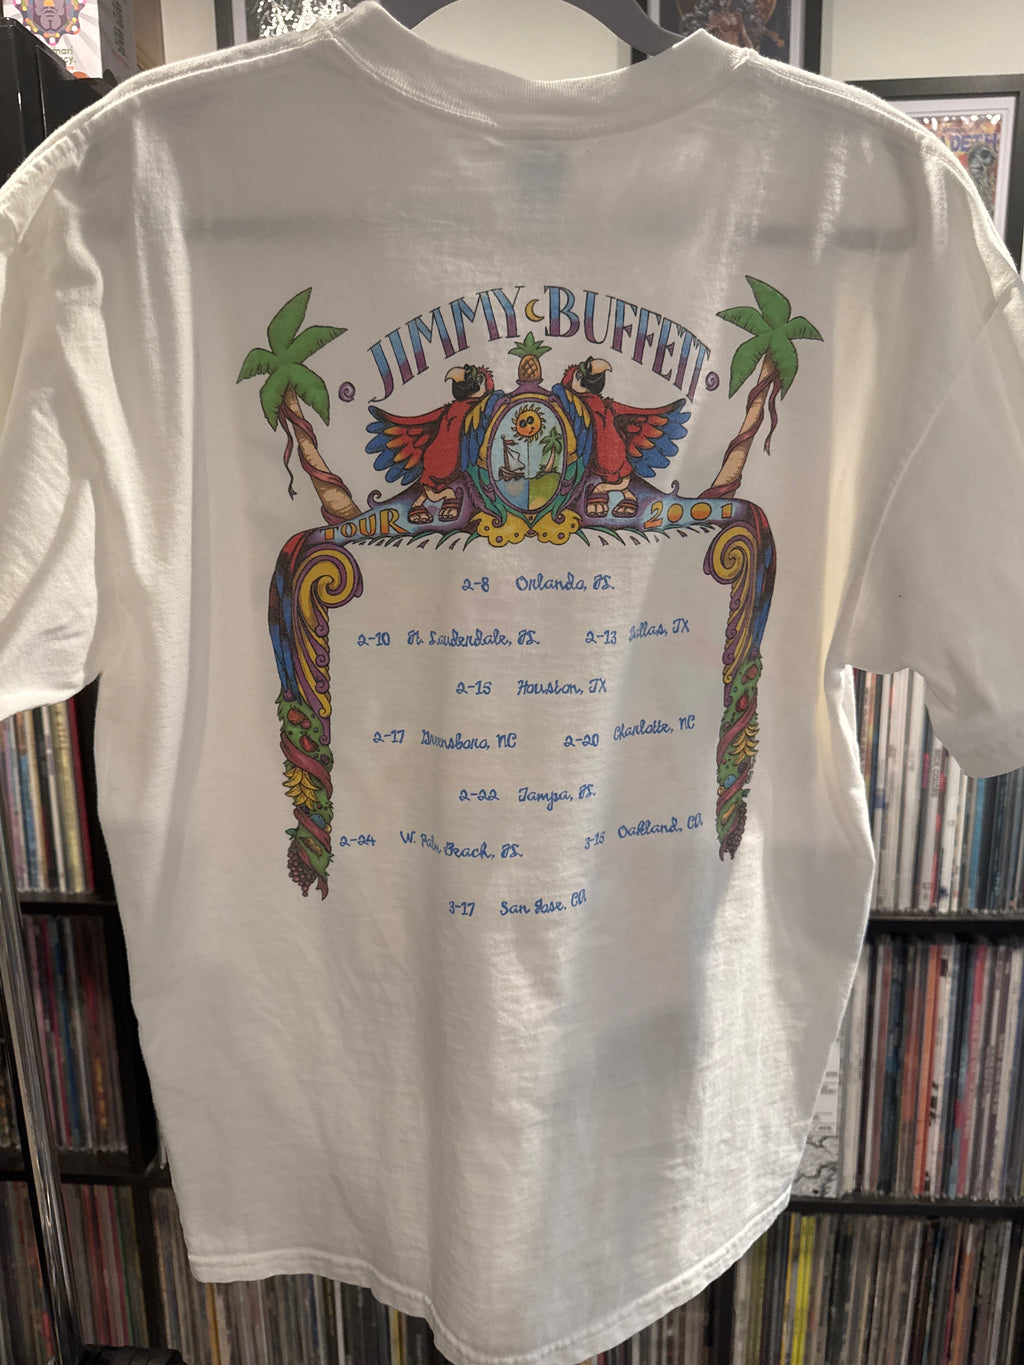 JIMMY BUFFETT
TOUR 2001
2-8 Orlando, FL.
2-10 Ft. Lauderdale, FL. 2-13 Dallas, TX
2-15 Houston, TX
2-17 Greensboro, NC 2-20 Charlotte, NC
2-22 Tampa, FL.
2-24 W. Palm Beach, FL. 3-15 Oakland, CA.
3-17 San Jose, CA